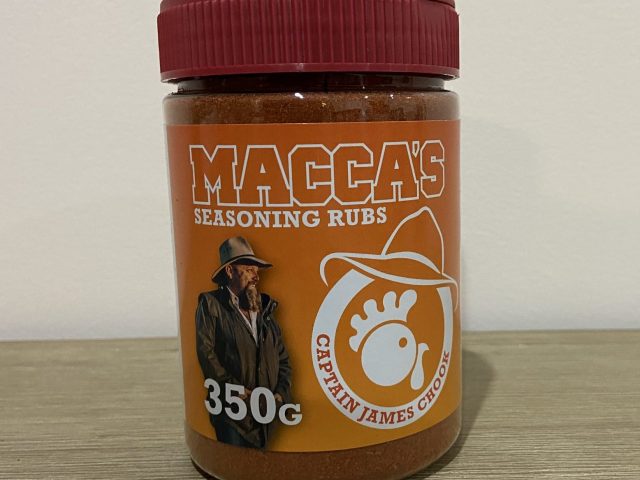 MACCA'S
SEASONING RUBS
350G
CAPTAIN JAMES CHOOK